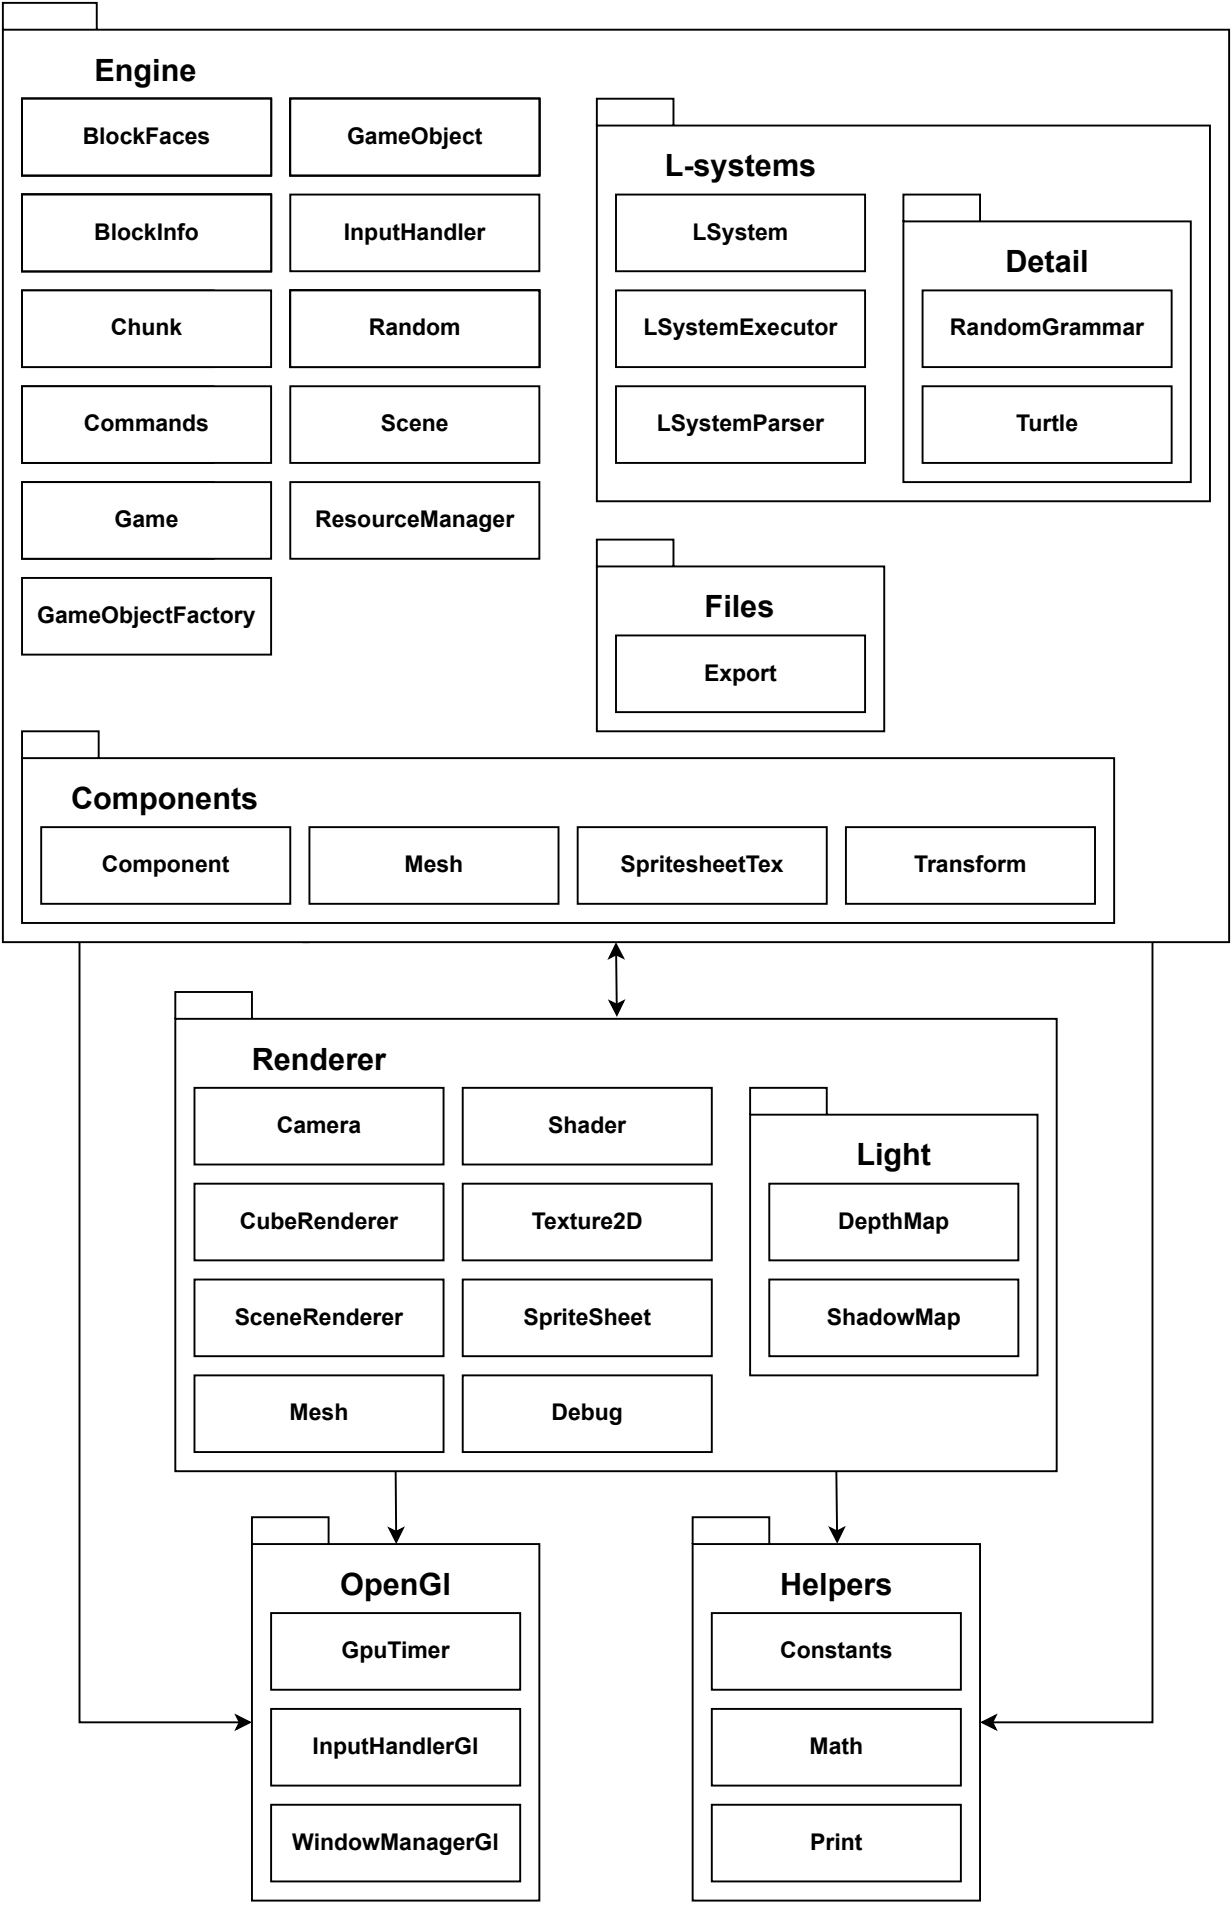 Engine
BlockFaces
GameObject
BlockInfo
InputHandler
Chunk
Random
Commands
Scene
Game
ResourceManager
GameObjectFactory
L-systems
LSystem
LSystemExecutor
LSystemParser
Detail
RandomGrammar
Turtle
Files
Export
Components
Component
Mesh
SpritesheetTex
Transform
Renderer
Camera
Shader
CubeRenderer
Texture2D
SceneRenderer
SpriteSheet
Mesh
Debug
Light
DepthMap
ShadowMap
OpenGl
GpuTimer
InputHandlerGl
WindowManagerGl
Helpers
Constants
Math
Print